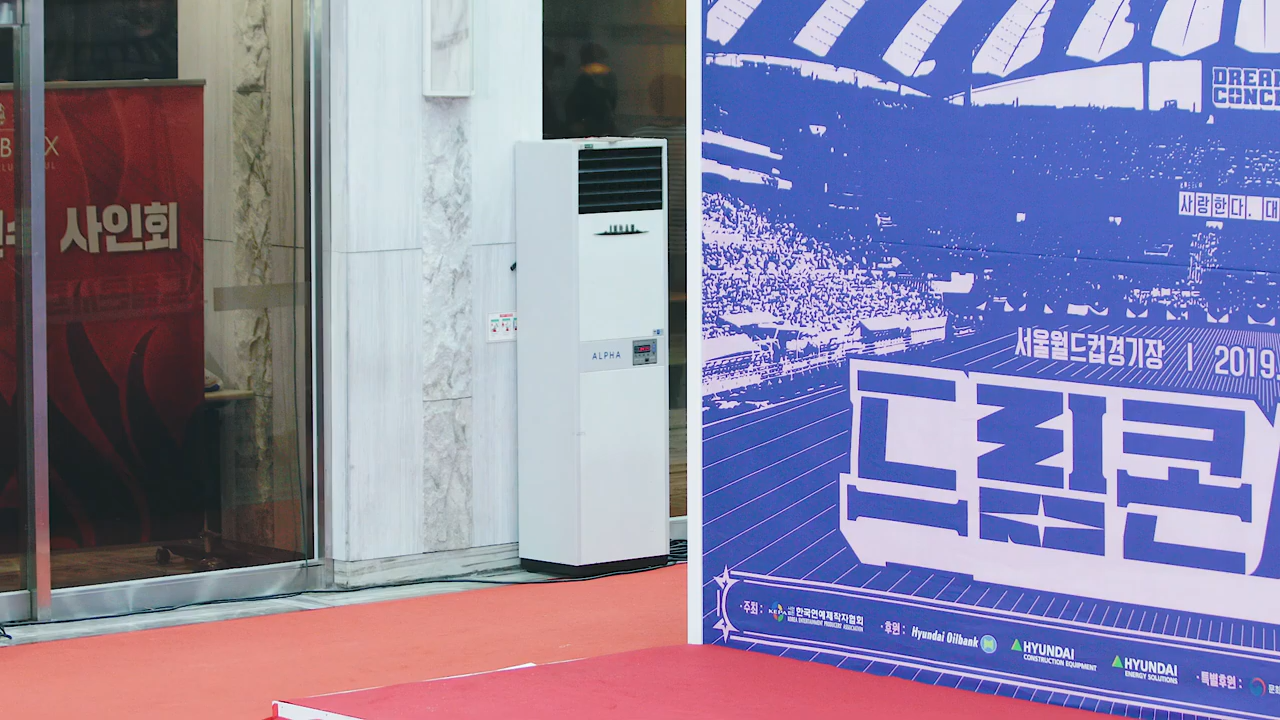 사인회
ALPHA
DREAM
CONCE
사랑한다. 대
서울월드컵경기장 | 2019.
드림콘
·주최 : 한국연예제작자협회
KOREA ENTERTAINMENT PRODUCERS' ASSOCIATION
·후원 : Hyundai Oilbank
HYUNDAI
CONSTRUCTION EQUIPMENT
HYUNDAI
ENERGY SOLUTIONS
·특별후원 :